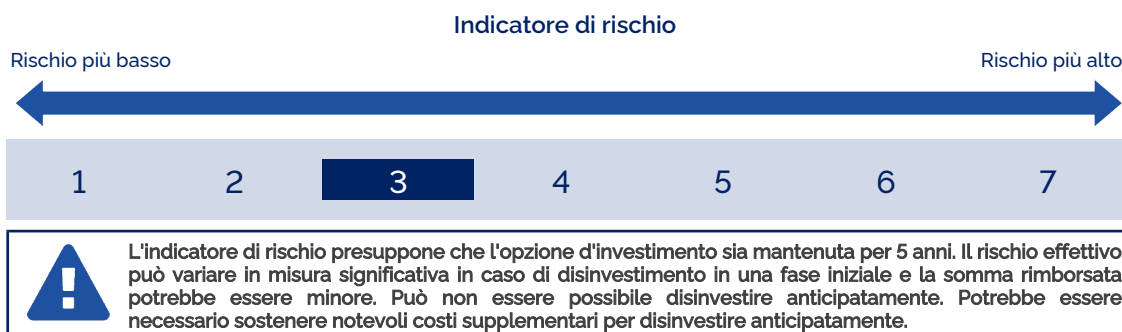 Indicatore di rischio
Rischio più basso
Rischio più alto
1 2 3 4 5 6 7
L'indicatore di rischio presuppone che l'opzione d'investimento sia mantenuta per 5 anni. Il rischio effettivo
può variare in misura significativa in caso di disinvestimento in una fase iniziale e la somma rimborsata
potrebbe essere minore. Può non essere possibile disinvestire anticipatamente. Potrebbe essere
necessario sostenere notevoli costi supplementari per disinvestire anticipatamente.